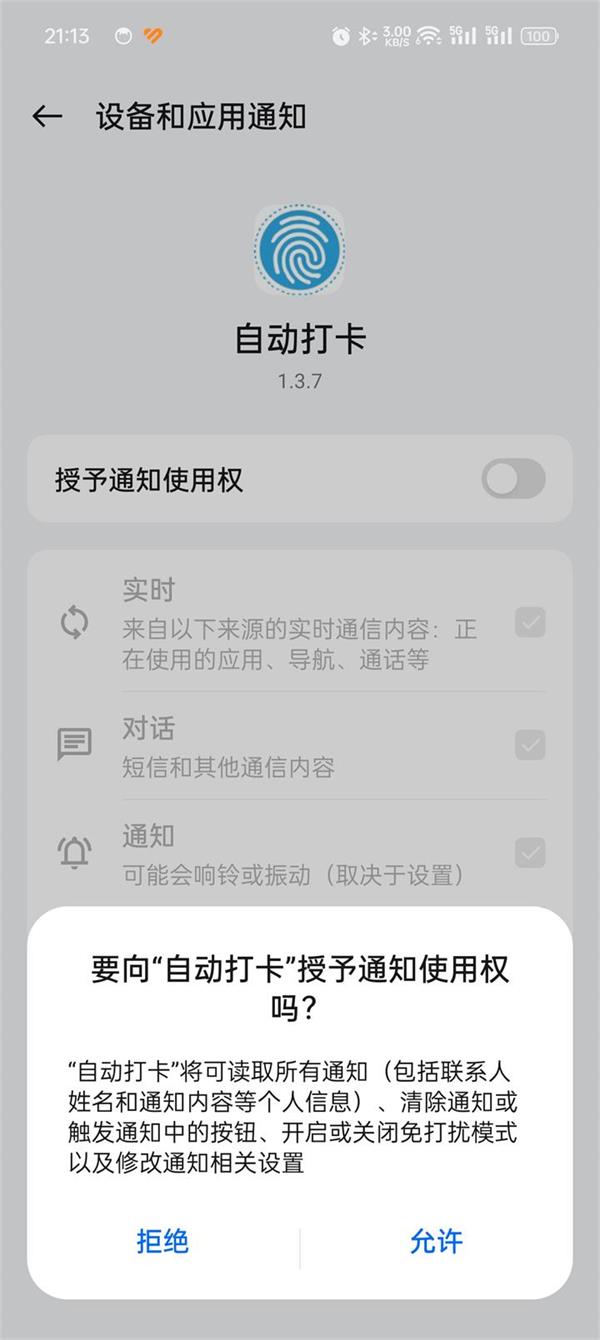 21:13
3.00
KB/S
5G
5G
100
设备和应用通知
自动打卡
1.3.7
授予通知使用权
实时
来自以下来源的实时通信内容：正
在使用的应用、导航、通话等
对话
短信和其他通信内容
通知
可能会响铃或振动（取决于设置）
要向“自动打卡”授予通知使用权
吗？
“自动打卡”将可读取所有通知（包括联系人
姓名和通知内容等个人信息）、清除通知或
触发通知中的按钮、开启或关闭免打扰模式
以及修改通知相关设置
拒绝
允许